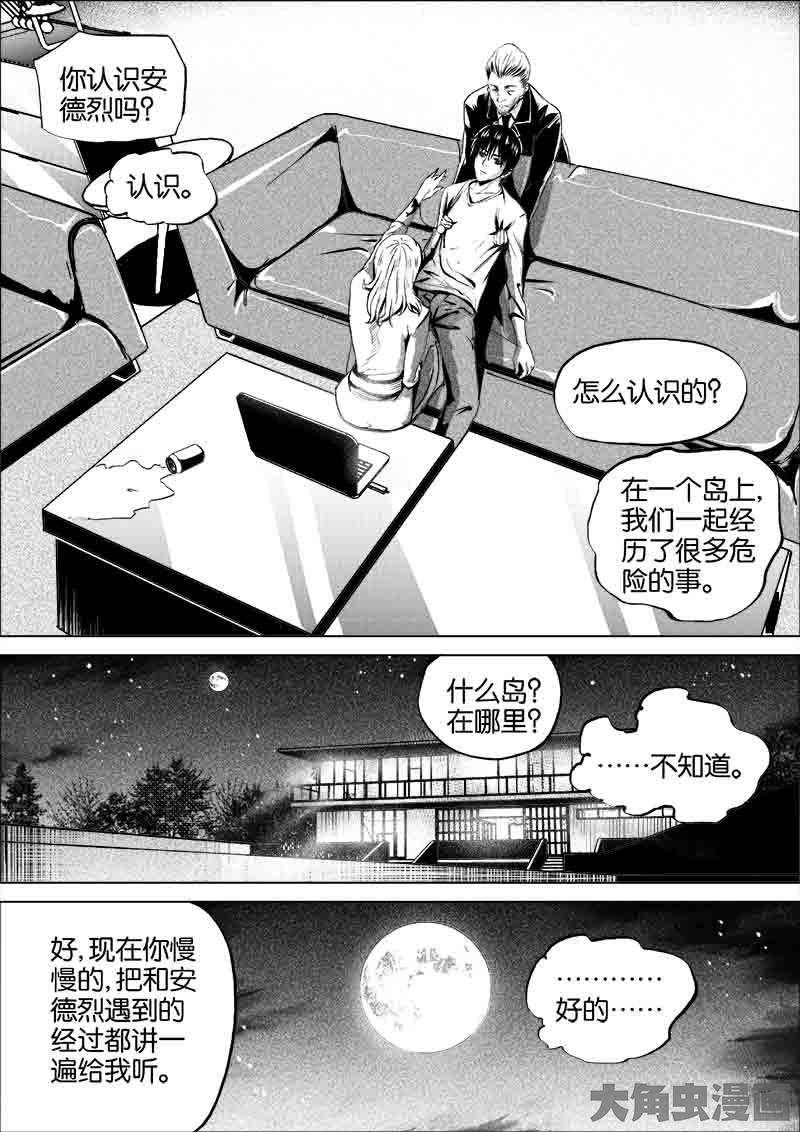 你认识安
德烈吗？
认识。
怎么认识的？
在一个岛上，
我们一起经
历了很多危
险的事。
什么岛？
在哪里？
……不知道。
好，现在你慢
慢的，把和安
德烈遇到的
经过都讲一
遍给我听。
…………
好的……
大角虫漫画